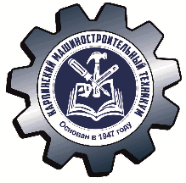 КАРПИНСКИЙ МАШИНОСТРОИТЕЛЬНЫЙ ТЕХНИКУМ
Основан в 1947 году